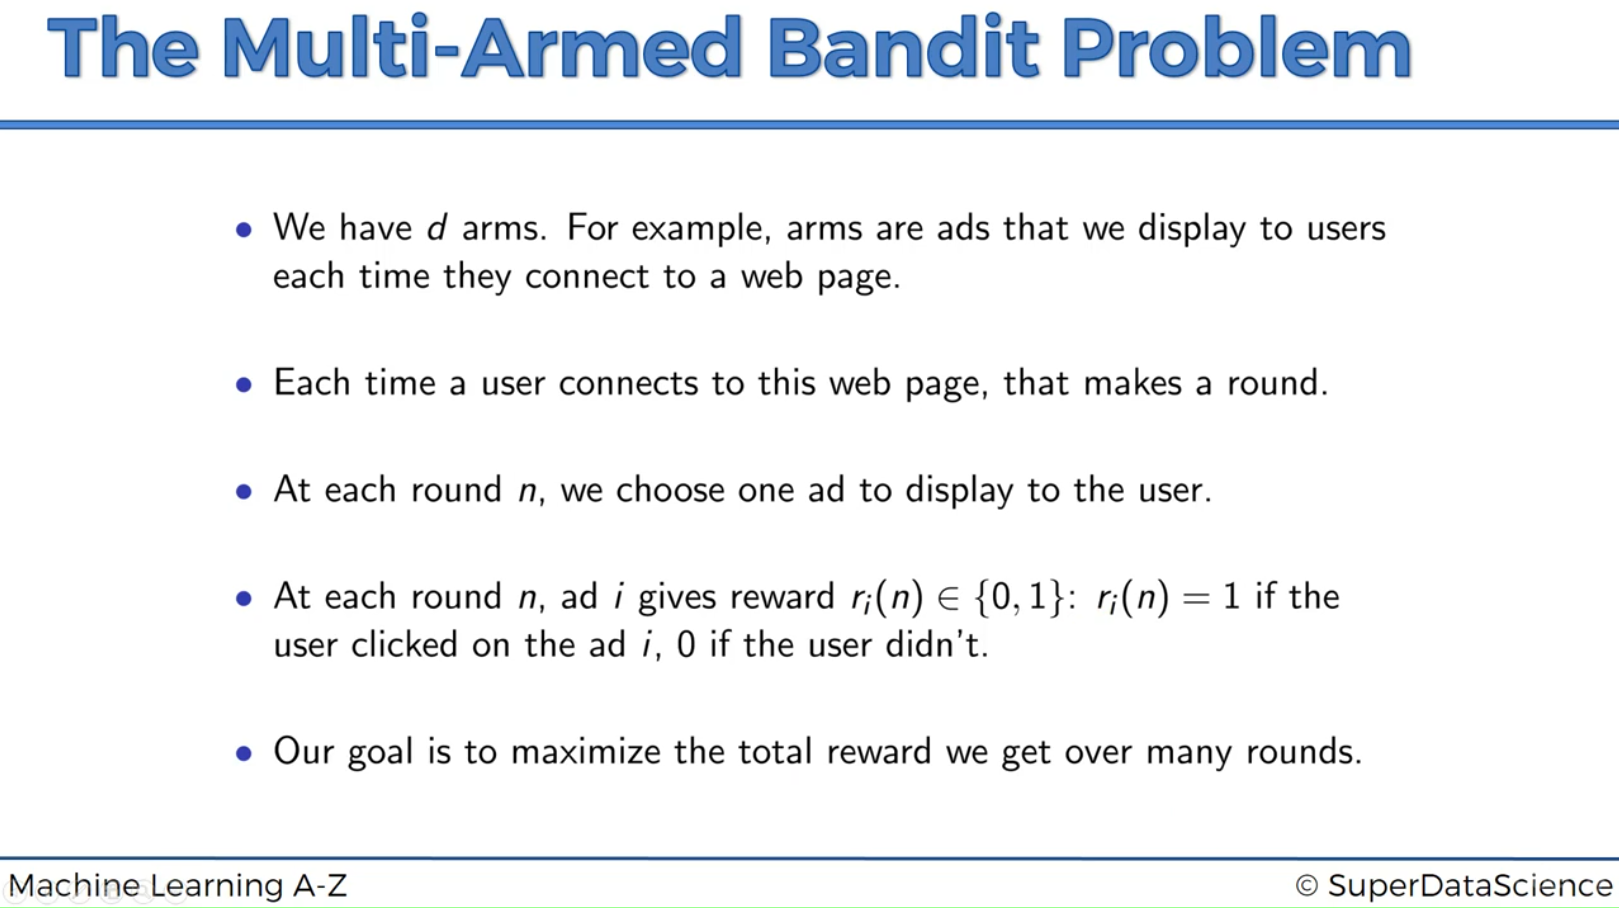 The Multi-Armed Bandit Problem
• We have d arms. For example, arms are ads that we display to users
each time they connect to a web page.
• Each time a user connects to this web page, that makes a round.
• At each round n, we choose one ad to display to the user.
• At each round n, ad i gives reward rᵢ(n) ∈ {0, 1}: rᵢ(n) = 1 if the
user clicked on the ad i, 0 if the user didn't.
• Our goal is to maximize the total reward we get over many rounds.
Machine Learning A-Z
© SuperDataScience